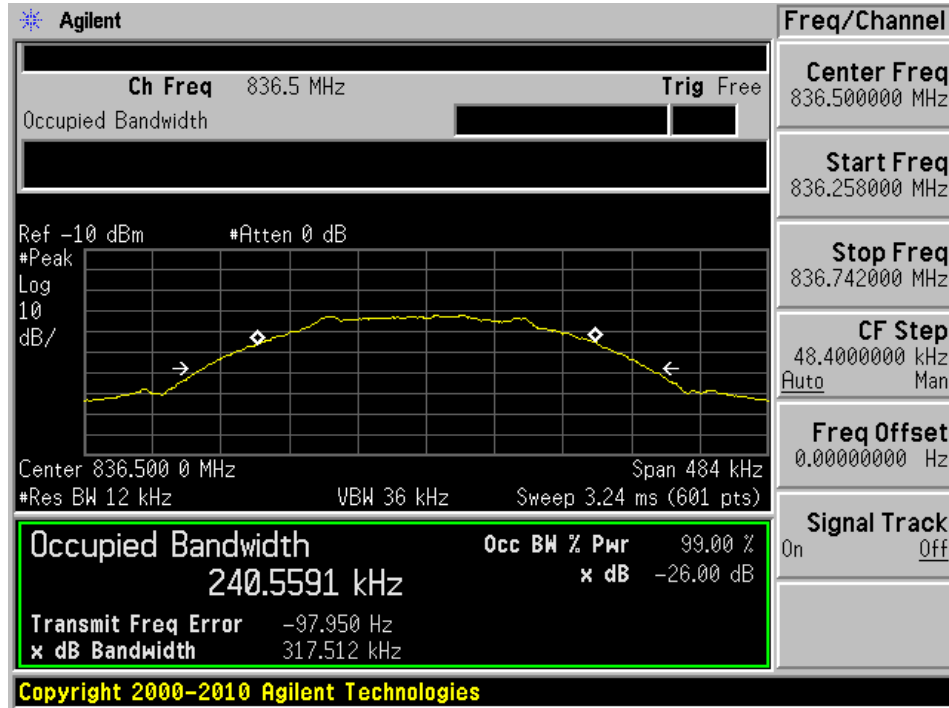 Agilent
Ch Freq 836.5 MHz Trig Free
Occupied Bandwidth
Ref -10 dBm #Atten 0 dB
#Peak
Log
10
dB/
Center 836.500 0 MHz Span 484 kHz
#Res BW 12 kHz VBW 36 kHz Sweep 3.24 ms (601 pts)
Occupied Bandwidth Occ BW % Pwr 99.00 %
240.5591 kHz x dB -26.00 dB
Transmit Freq Error -97.950 Hz
x dB Bandwidth 317.512 kHz
Copyright 2000-2010 Agilent Technologies
Freq/Channel
Center Freq
836.500000 MHz
Start Freq
836.258000 MHz
Stop Freq
836.742000 MHz
CF Step
48.4000000 kHz
Auto Man
Freq Offset
0.00000000 Hz
Signal Track
On Off